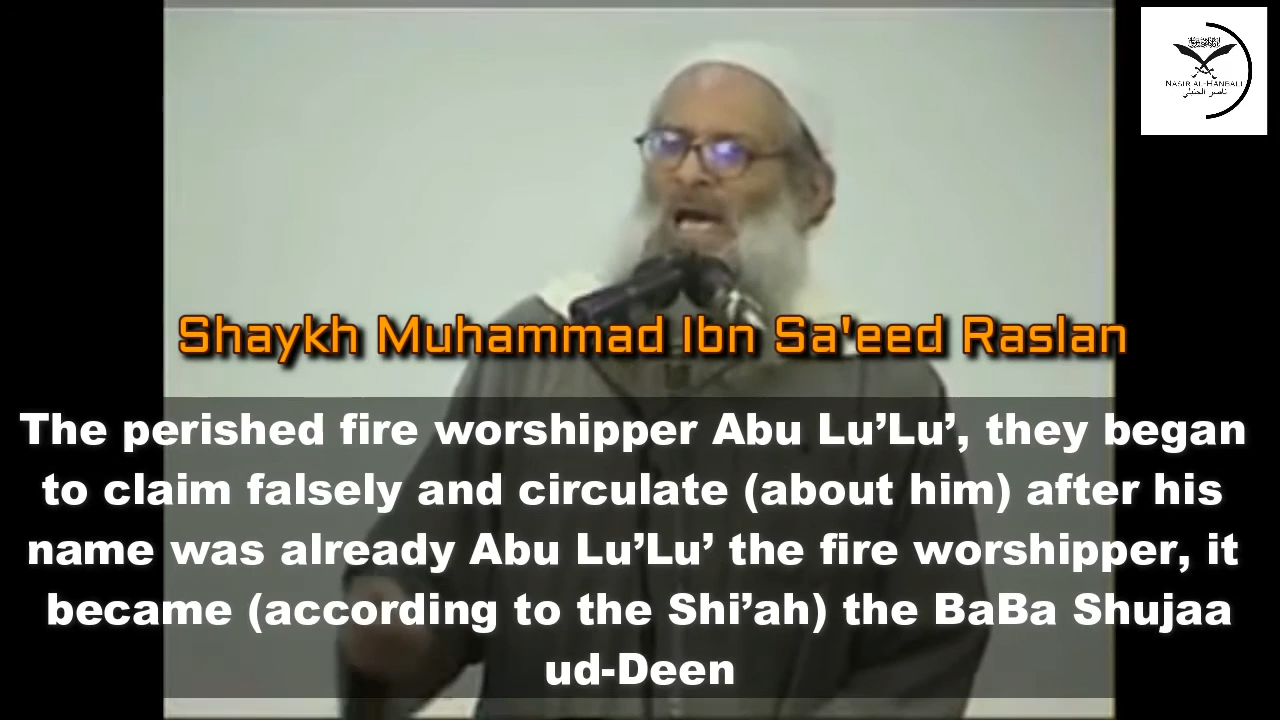 NASIR AL-HANBALI
ناصر الحنبلي
Shaykh Muhammad Ibn Sa'eed Raslan
The perished fire worshipper Abu Lu’Lu’, they began
to claim falsely and circulate (about him) after his
name was already Abu Lu’Lu’ the fire worshipper, it
became (according to the Shi’ah) the BaBa Shujaa
ud-Deen